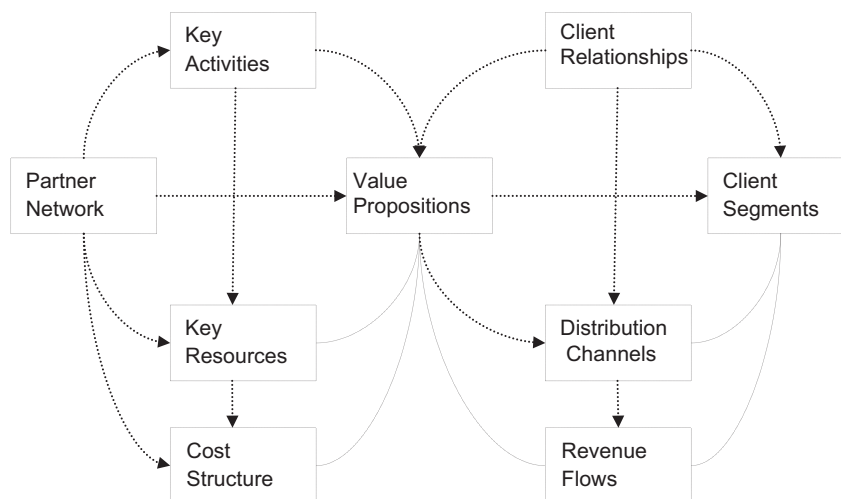 Key
Activities
Client
Relationships
Partner
Network
Value
Propositions
Client
Segments
Key
Resources
Distribution
Channels
Cost
Structure
Revenue
Flows